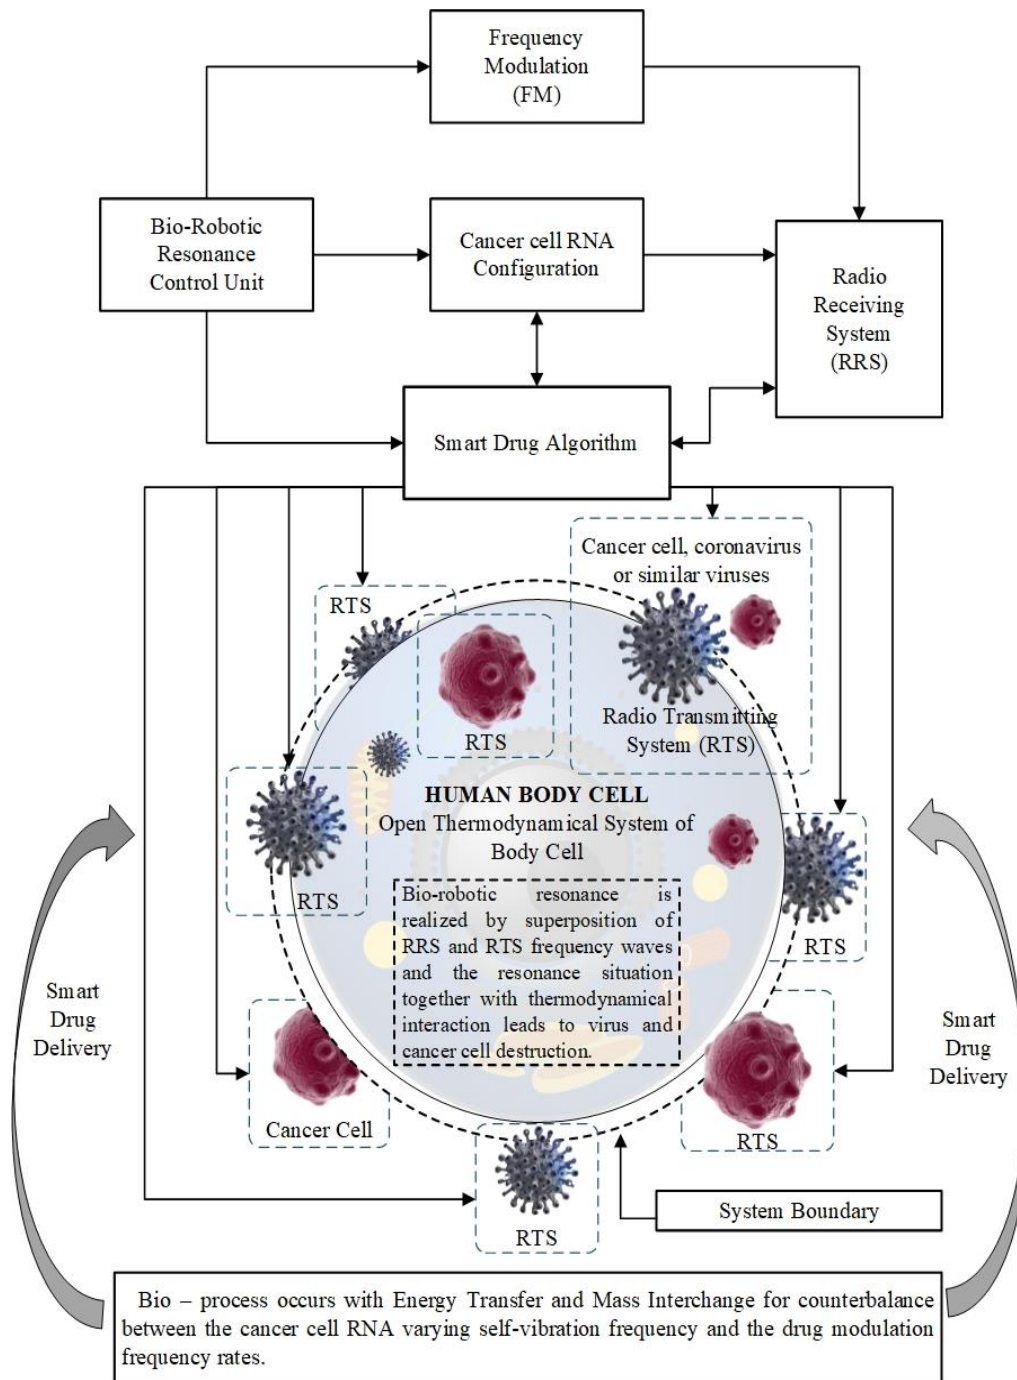 Frequency
Modulation
(FM)
Bio-Robotic
Resonance
Control Unit
Cancer cell RNA
Configuration
Radio
Receiving
System
(RRS)
Smart Drug Algorithm
Cancer cell, coronavirus
or similar viruses
RTS
RTS
Radio Transmitting
System (RTS)
HUMAN BODY CELL
Open Thermodynamical System of
Body Cell
RTS
Bio-robotic resonance is
realized by superposition of
RRS and RTS frequency waves
and the resonance situation
together with thermodynamical
interaction leads to virus and
cancer cell destruction.
RTS
Smart
Drug
Delivery
Smart
Drug
Delivery
Cancer Cell
RTS
RTS
System Boundary
Bio – process occurs with Energy Transfer and Mass Interchange for counterbalance
between the cancer cell RNA varying self-vibration frequency and the drug modulation
frequency rates.